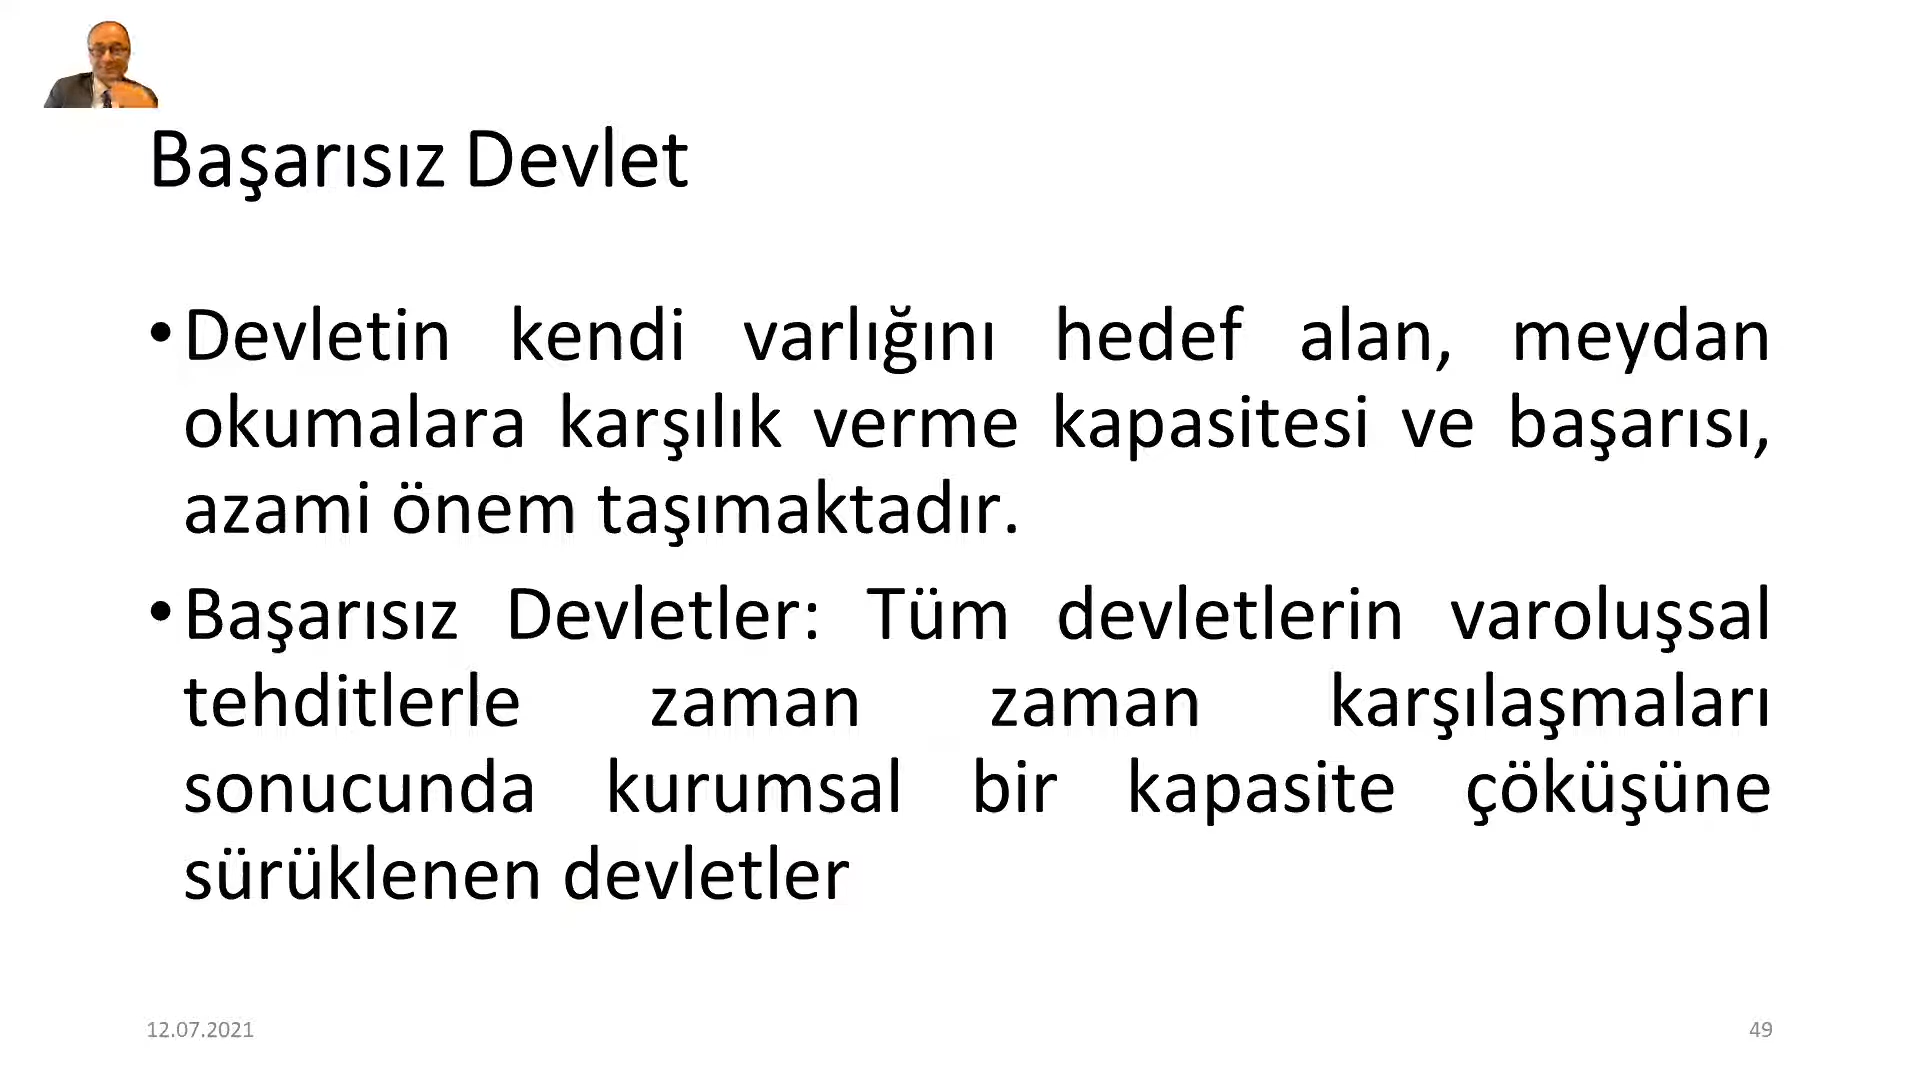 Başarısız Devlet
•Devletin kendi varlığını hedef alan, meydan
okumalara karşılık verme kapasitesi ve başarısı,
azami önem taşımaktadır.
•Başarısız Devletler: Tüm devletlerin varoluşsal
tehditlerle zaman zaman karşılaşmaları
sonucunda kurumsal bir kapasite çöküşüne
sürüklenen devletler
12.07.2021
49